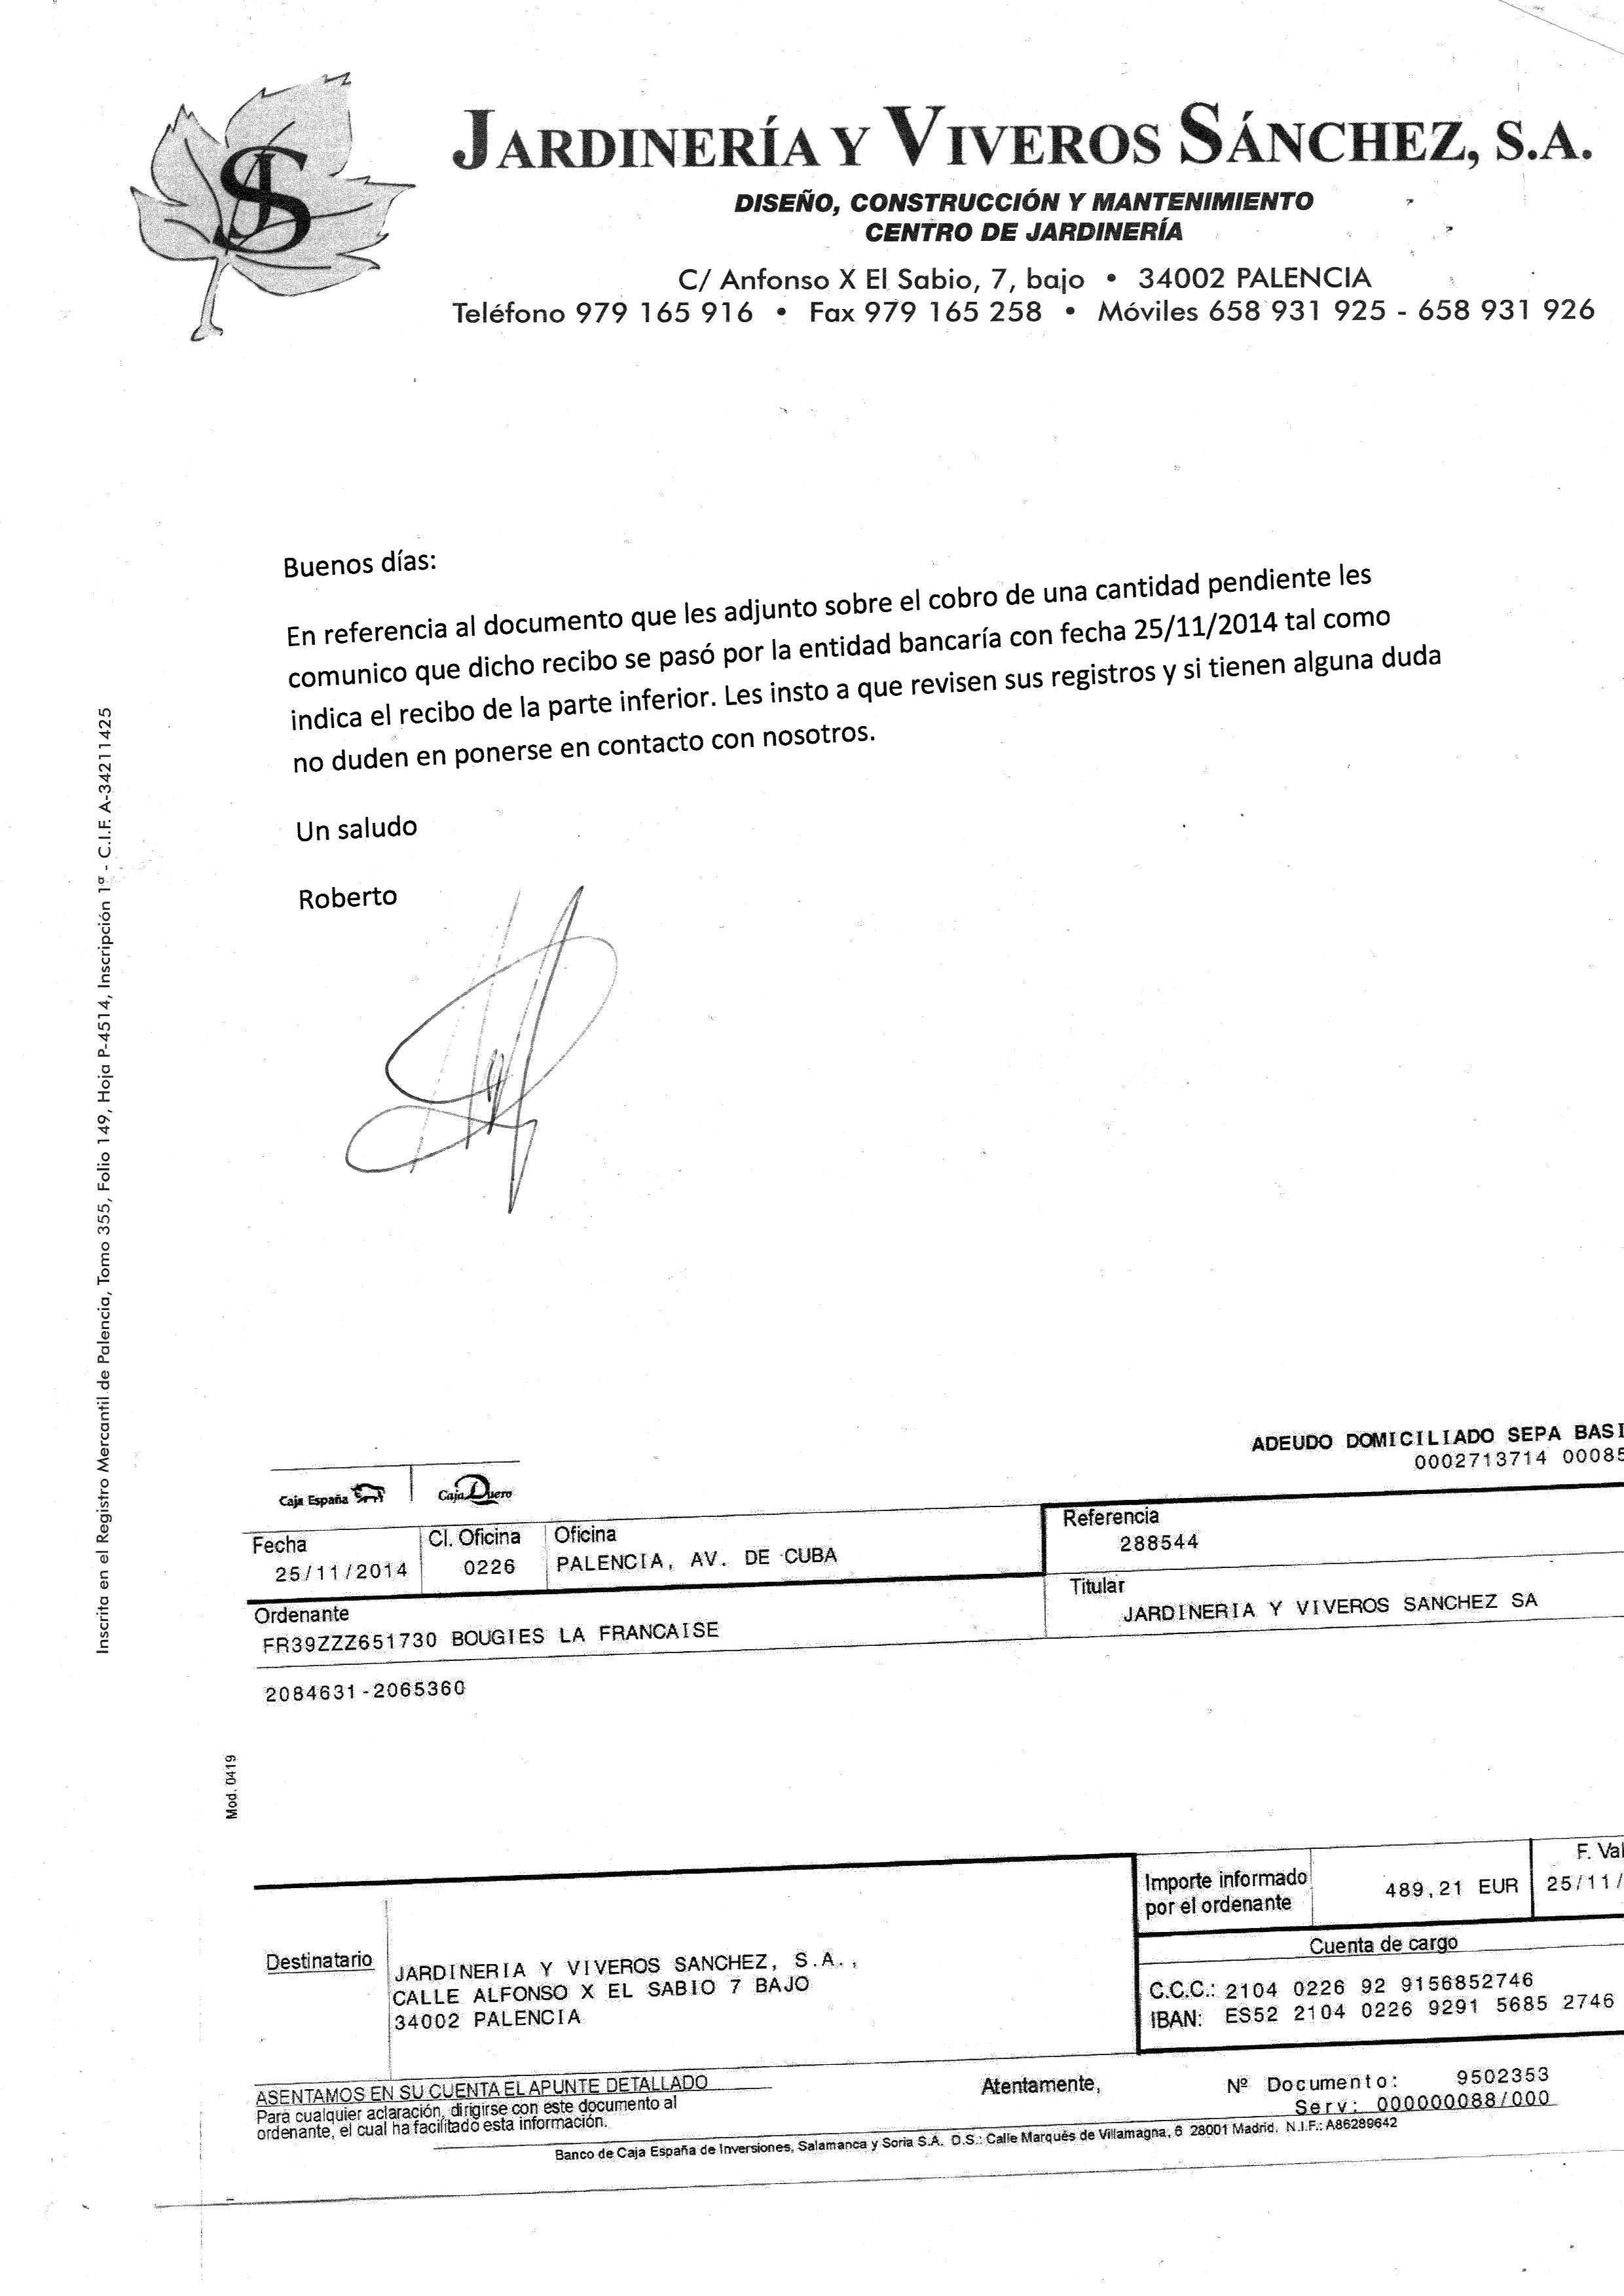 JS
JARDINERÍA Y VIVEROS SÁNCHEZ, S.A.
DISEÑO, CONSTRUCCIÓN Y MANTENIMIENTO
CENTRO DE JARDINERÍA
C/ Anfonso X El Sabio, 7, bajo • 34002 PALENCIA
Teléfono 979 165 916 • Fax 979 165 258 • Móviles 658 931 925 - 658 931 926
Buenos días:
En referencia al documento que les adjunto sobre el cobro de una cantidad pendiente les
comunico que dicho recibo se pasó por la entidad bancaría con fecha 25/11/2014 tal como
indica el recibo de la parte inferior. Les insto a que revisen sus registros y si tienen alguna duda
no duden en ponerse en contacto con nosotros.
Un saludo
Roberto
Inscrita en el Registro Mercantil de Palencia, Tomo 355, Folio 149, Hoja P-4514, Inscripción 1ª - C.I.F. A-34211425
ADEUDO DOMICILIADO SEPA BASI
0002713714 00085
Caja España Caja Duero
Fecha Cl. Oficina Oficina Referencia
25/11/2014 0226 PALENCIA, AV. DE CUBA 288544
Ordenante Titular
FR39ZZZ651730 BOUGIES LA FRANCAISE JARDINERIA Y VIVEROS SANCHEZ SA
2084631-2065360
Mod. 0419
Importe informado
por el ordenante
489,21 EUR
F. Val
25/11/
Destinatario
JARDINERIA Y VIVEROS SANCHEZ, S.A.,
CALLE ALFONSO X EL SABIO 7 BAJO
34002 PALENCIA
Cuenta de cargo
C.C.C.: 2104 0226 92 9156852746
IBAN: ES52 2104 0226 9291 5685 2746
ASENTAMOS EN SU CUENTA EL APUNTE DETALLADO
Para cualquier aclaración, dirigirse con este documento al
ordenante, el cual ha facilitado esta información.
Atentamente,
Nº Documento: 9502353
Serv: 000000088/000
Banco de Caja España de Inversiones, Salamanca y Soria S.A. D.S.: Calle Marqués de Villamagna, 6 28001 Madrid. N.I.F.: A86289642